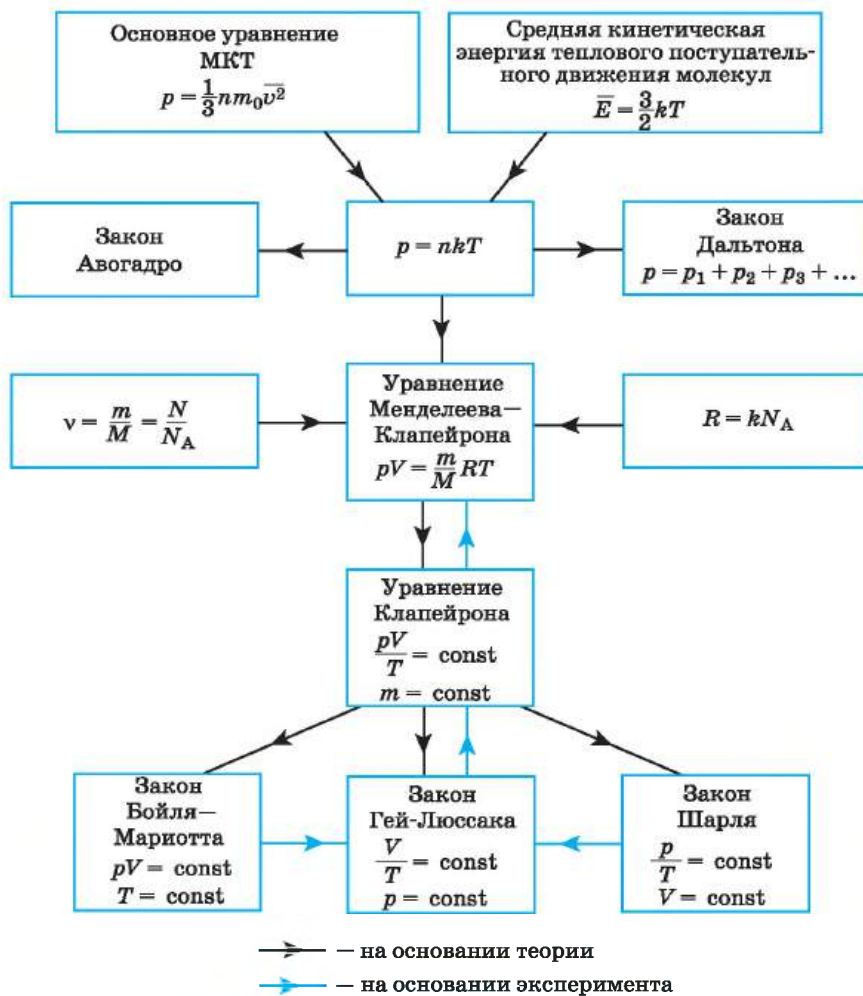 Основное уравнение
МКТ
p = 1/3 nm₀v̅²
Средняя кинетическая
энергия теплового поступатель-
ного движения молекул
E̅ = 3/2 kT
Закон
Авогадро
p = nkT
Закон
Дальтона
p = p₁ + p₂ + p₃ + ...
ν = m/M = N/N_A
Уравнение
Менделеева—
Клапейрона
pV = m/M RT
R = kN_A
Уравнение
Клапейрона
pV/T = const
m = const
Закон
Бойля—
Мариотта
pV = const
T = const
Закон
Гей-Люссака
V/T = const
p = const
Закон
Шарля
p/T = const
V = const
— на основании теории
— на основании эксперимента